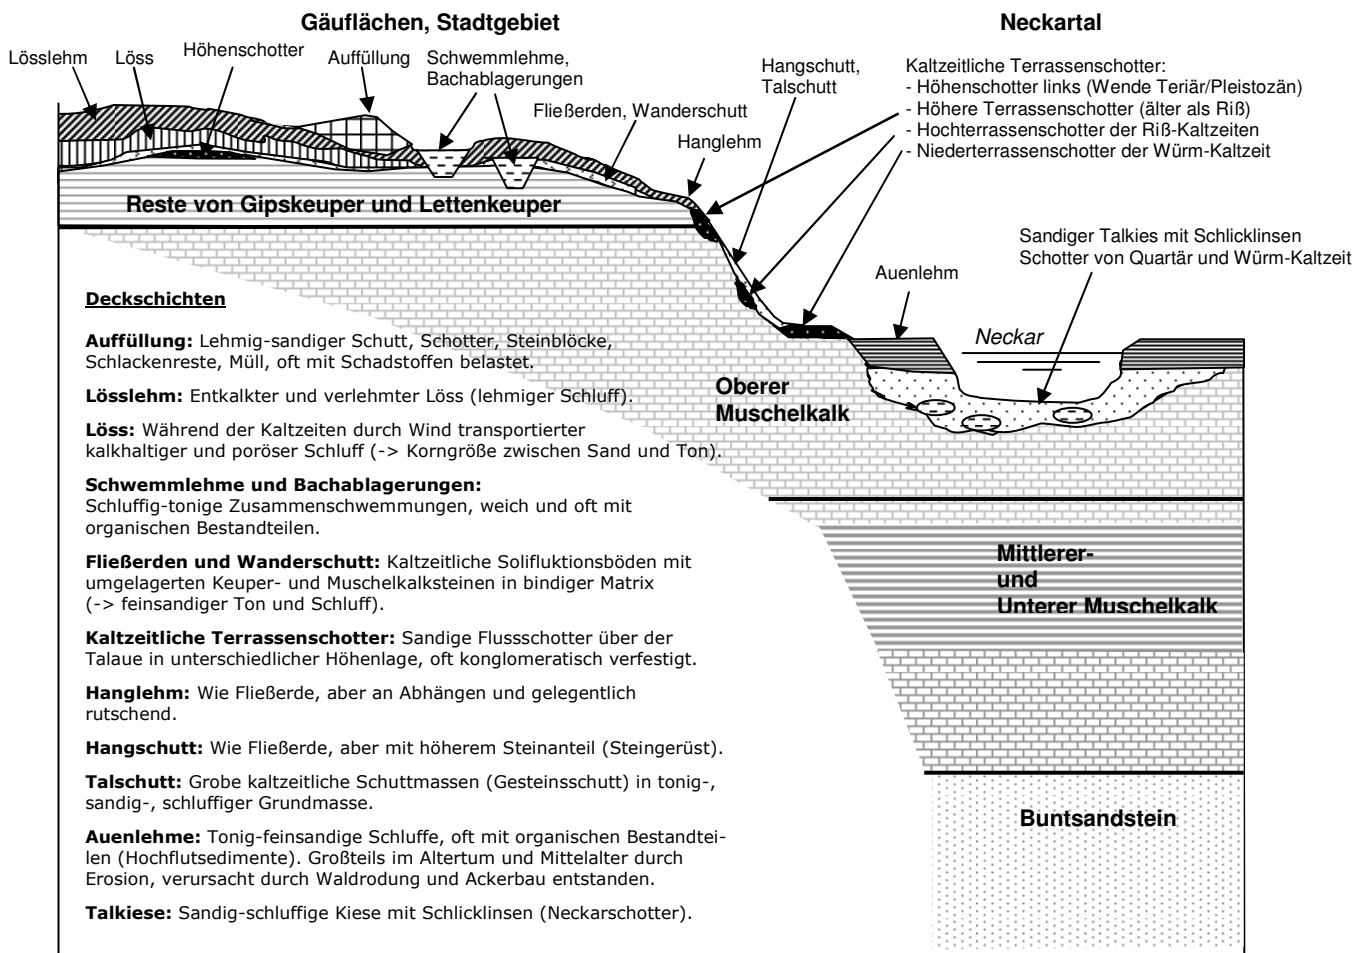 Gäuflächen, Stadtgebiet
Neckartal
Lösslehm
Löss
Höhenschotter
Auffüllung
Schwemmlehme,
Bachablagerungen
Fließerden, Wanderschutt
Hanglehm
Hangschutt,
Talschutt
Kaltzeitliche Terrassenschotter:
- Höhenschotter links (Wende Teriär/Pleistozän)
- Höhere Terrassenschotter (älter als Riß)
- Hochterrassenschotter der Riß-Kaltzeiten
- Niederterrassenschotter der Würm-Kaltzeit
Reste von Gipskeuper und Lettenkeuper
Sandiger Talkies mit Schlicklinsen
Schotter von Quartär und Würm-Kaltzeit
Auenlehm
Neckar
Oberer
Muschelkalk
Mittlerer-
und
Unterer Muschelkalk
Buntsandstein
Deckschichten
Auffüllung: Lehmig-sandiger Schutt, Schotter, Steinblöcke,
Schlackenreste, Müll, oft mit Schadstoffen belastet.
Lösslehm: Entkalkter und verlehmter Löss (lehmiger Schluff).
Löss: Während der Kaltzeiten durch Wind transportierter
kalkhaltiger und poröser Schluff (-> Korngröße zwischen Sand und Ton).
Schwemmlehme und Bachablagerungen:
Schluffig-tonige Zusammenschwemmungen, weich und oft mit
organischen Bestandteilen.
Fließerden und Wanderschutt: Kaltzeitliche Solifluktionsböden mit
umgelagerten Keuper- und Muschelkalksteinen in bindiger Matrix
(-> feinsandiger Ton und Schluff).
Kaltzeitliche Terrassenschotter: Sandige Flussschotter über der
Talaue in unterschiedlicher Höhenlage, oft konglomeratisch verfestigt.
Hanglehm: Wie Fließerde, aber an Abhängen und gelegentlich
rutschend.
Hangschutt: Wie Fließerde, aber mit höherem Steinanteil (Steingerüst).
Talschutt: Grobe kaltzeitliche Schuttmassen (Gesteinsschutt) in tonig-,
sandig-, schluffiger Grundmasse.
Auenlehme: Tonig-feinsandige Schluffe, oft mit organischen Bestandtei-
len (Hochflutsedimente). Großteils im Altertum und Mittelalter durch
Erosion, verursacht durch Waldrodung und Ackerbau entstanden.
Talkiese: Sandig-schluffige Kiese mit Schlicklinsen (Neckarschotter).